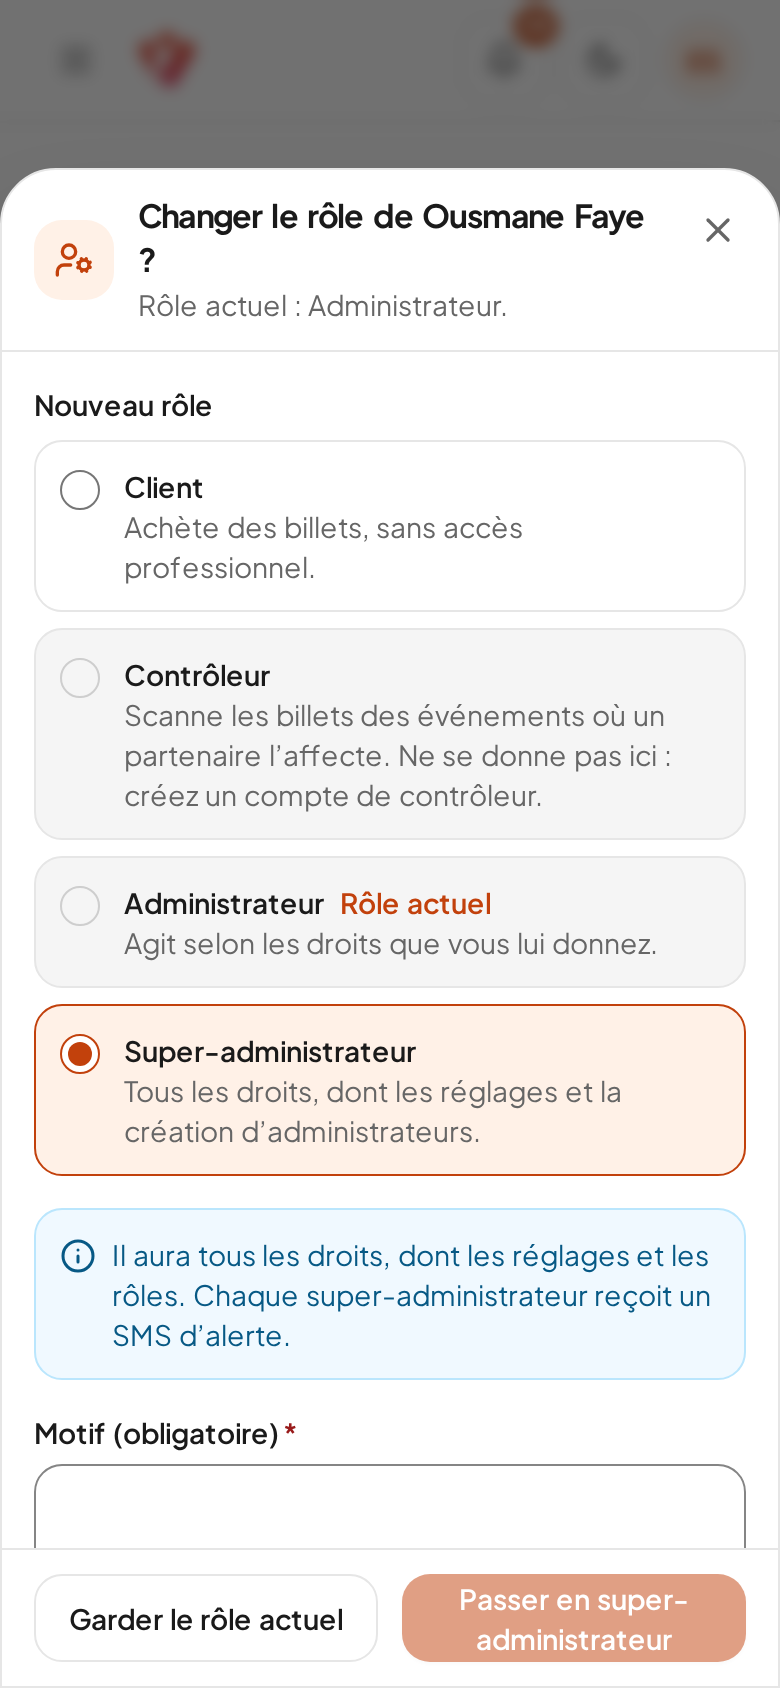 Changer le rôle de Ousmane Faye
?
Rôle actuel : Administrateur.
Nouveau rôle
Client
Achète des billets, sans accès
professionnel.
Contrôleur
Scanne les billets des événements où un
partenaire l’affecte. Ne se donne pas ici :
créez un compte de contrôleur.
Administrateur Rôle actuel
Agit selon les droits que vous lui donnez.
Super-administrateur
Tous les droits, dont les réglages et la
création d’administrateurs.
Il aura tous les droits, dont les réglages et les
rôles. Chaque super-administrateur reçoit un
SMS d’alerte.
Motif (obligatoire) *
Garder le rôle actuel
Passer en super-
administrateur